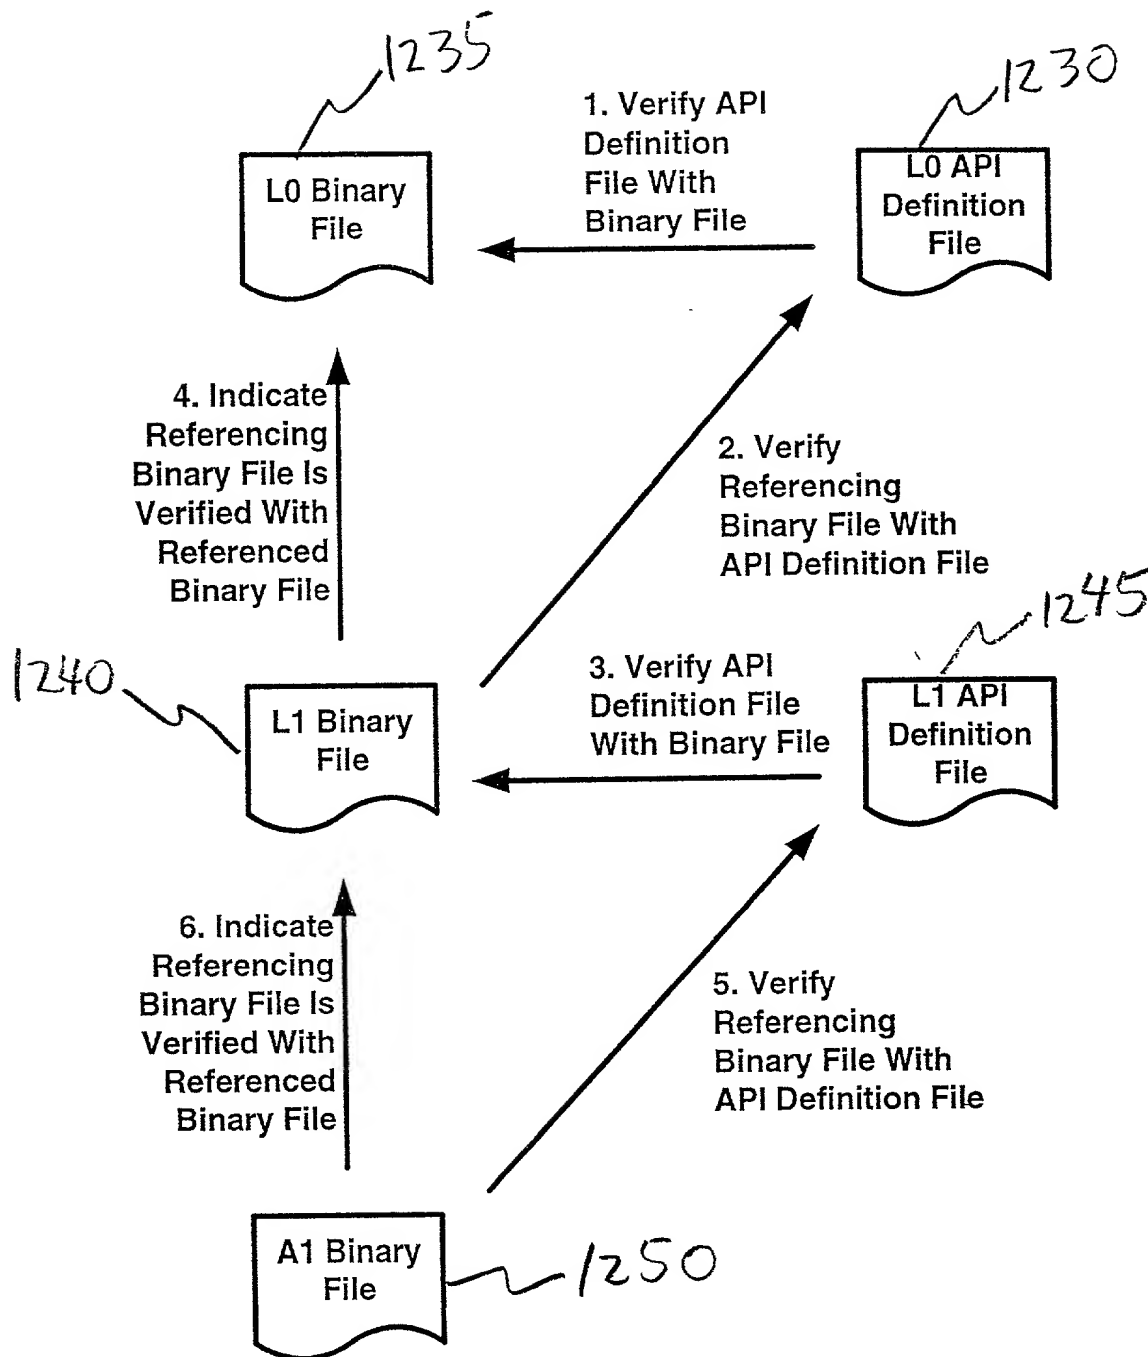 1235
1230
1. Verify API
Definition
File With
Binary File
L0 Binary
File
L0 API
Definition
File
4. Indicate
Referencing
Binary File Is
Verified With
Referenced
Binary File
2. Verify
Referencing
Binary File With
API Definition File
1245
1240
3. Verify API
Definition File
With Binary File
L1 Binary
File
L1 API
Definition
File
6. Indicate
Referencing
Binary File Is
Verified With
Referenced
Binary File
5. Verify
Referencing
Binary File With
API Definition File
A1 Binary
File
1250